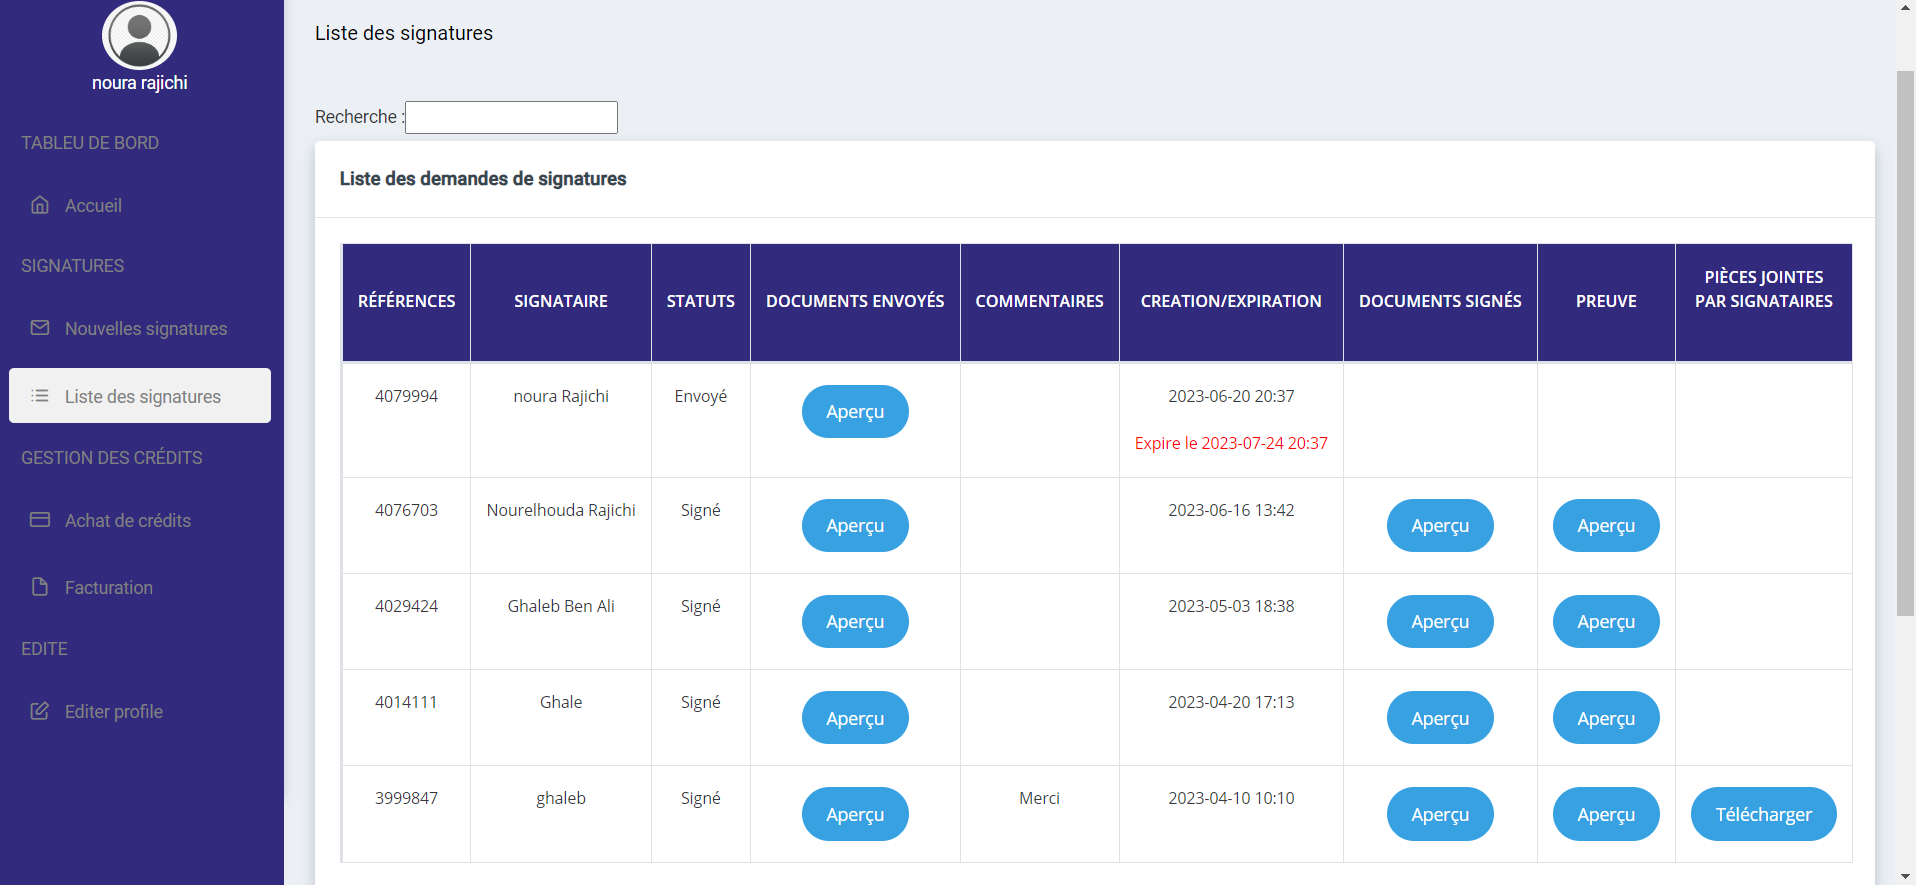 noura rajichi
TABLEU DE BORD
Accueil
SIGNATURES
Nouvelles signatures
Liste des signatures
GESTION DES CRÉDITS
Achat de crédits
Facturation
EDITE
Editer profile
Liste des signatures
Recherche :
Liste des demandes de signatures
RÉFÉRENCES SIGNATAIRE STATUTS DOCUMENTS ENVOYÉS COMMENTAIRES CREATION/EXPIRATION DOCUMENTS SIGNÉS PREUVE PIÈCES JOINTES
PAR SIGNATAIRES
4079994 noura Rajichi Envoyé Aperçu 2023-06-20 20:37
Expire le 2023-07-24 20:37
4076703 Nourelhouda Rajichi Signé Aperçu 2023-06-16 13:42 Aperçu Aperçu
4029424 Ghaleb Ben Ali Signé Aperçu 2023-05-03 18:38 Aperçu Aperçu
4014111 Ghale Signé Aperçu 2023-04-20 17:13 Aperçu Aperçu
3999847 ghaleb Signé Aperçu Merci 2023-04-10 10:10 Aperçu Aperçu Télécharger